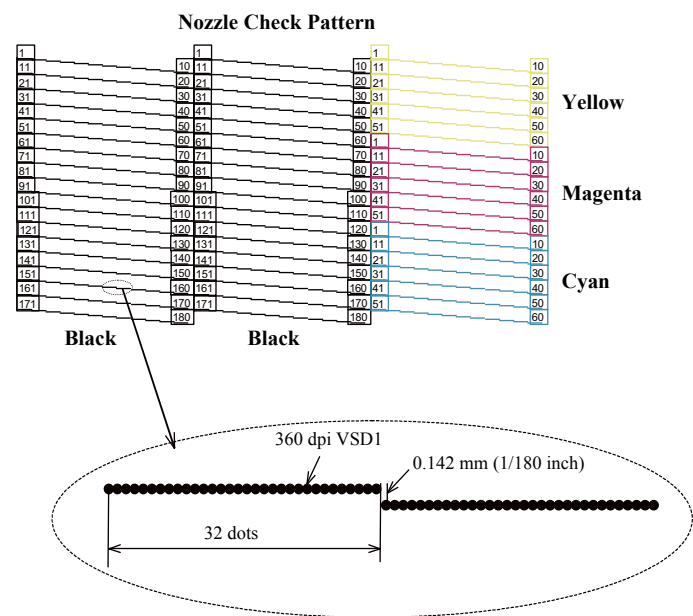 Nozzle Check Pattern
1 1 1
11 10 11 10 11 10
21 20 21 20 21 20
31 30 31 30 31 30
41 40 41 40 41 40
51 50 51 50 51 50
61 60 61 60 1 60
71 70 71 70 11 10
81 80 81 80 21 20
91 90 91 90 31 30
101 100 101 100 41 40
111 110 111 110 51 50
121 120 121 120 1 60
131 130 131 130 11 10
141 140 141 140 21 20
151 150 151 150 31 30
161 160 161 160 41 40
171 170 171 170 51 50
180 180 60
Yellow
Magenta
Cyan
Black Black
360 dpi VSD1
0.142 mm (1/180 inch)
32 dots